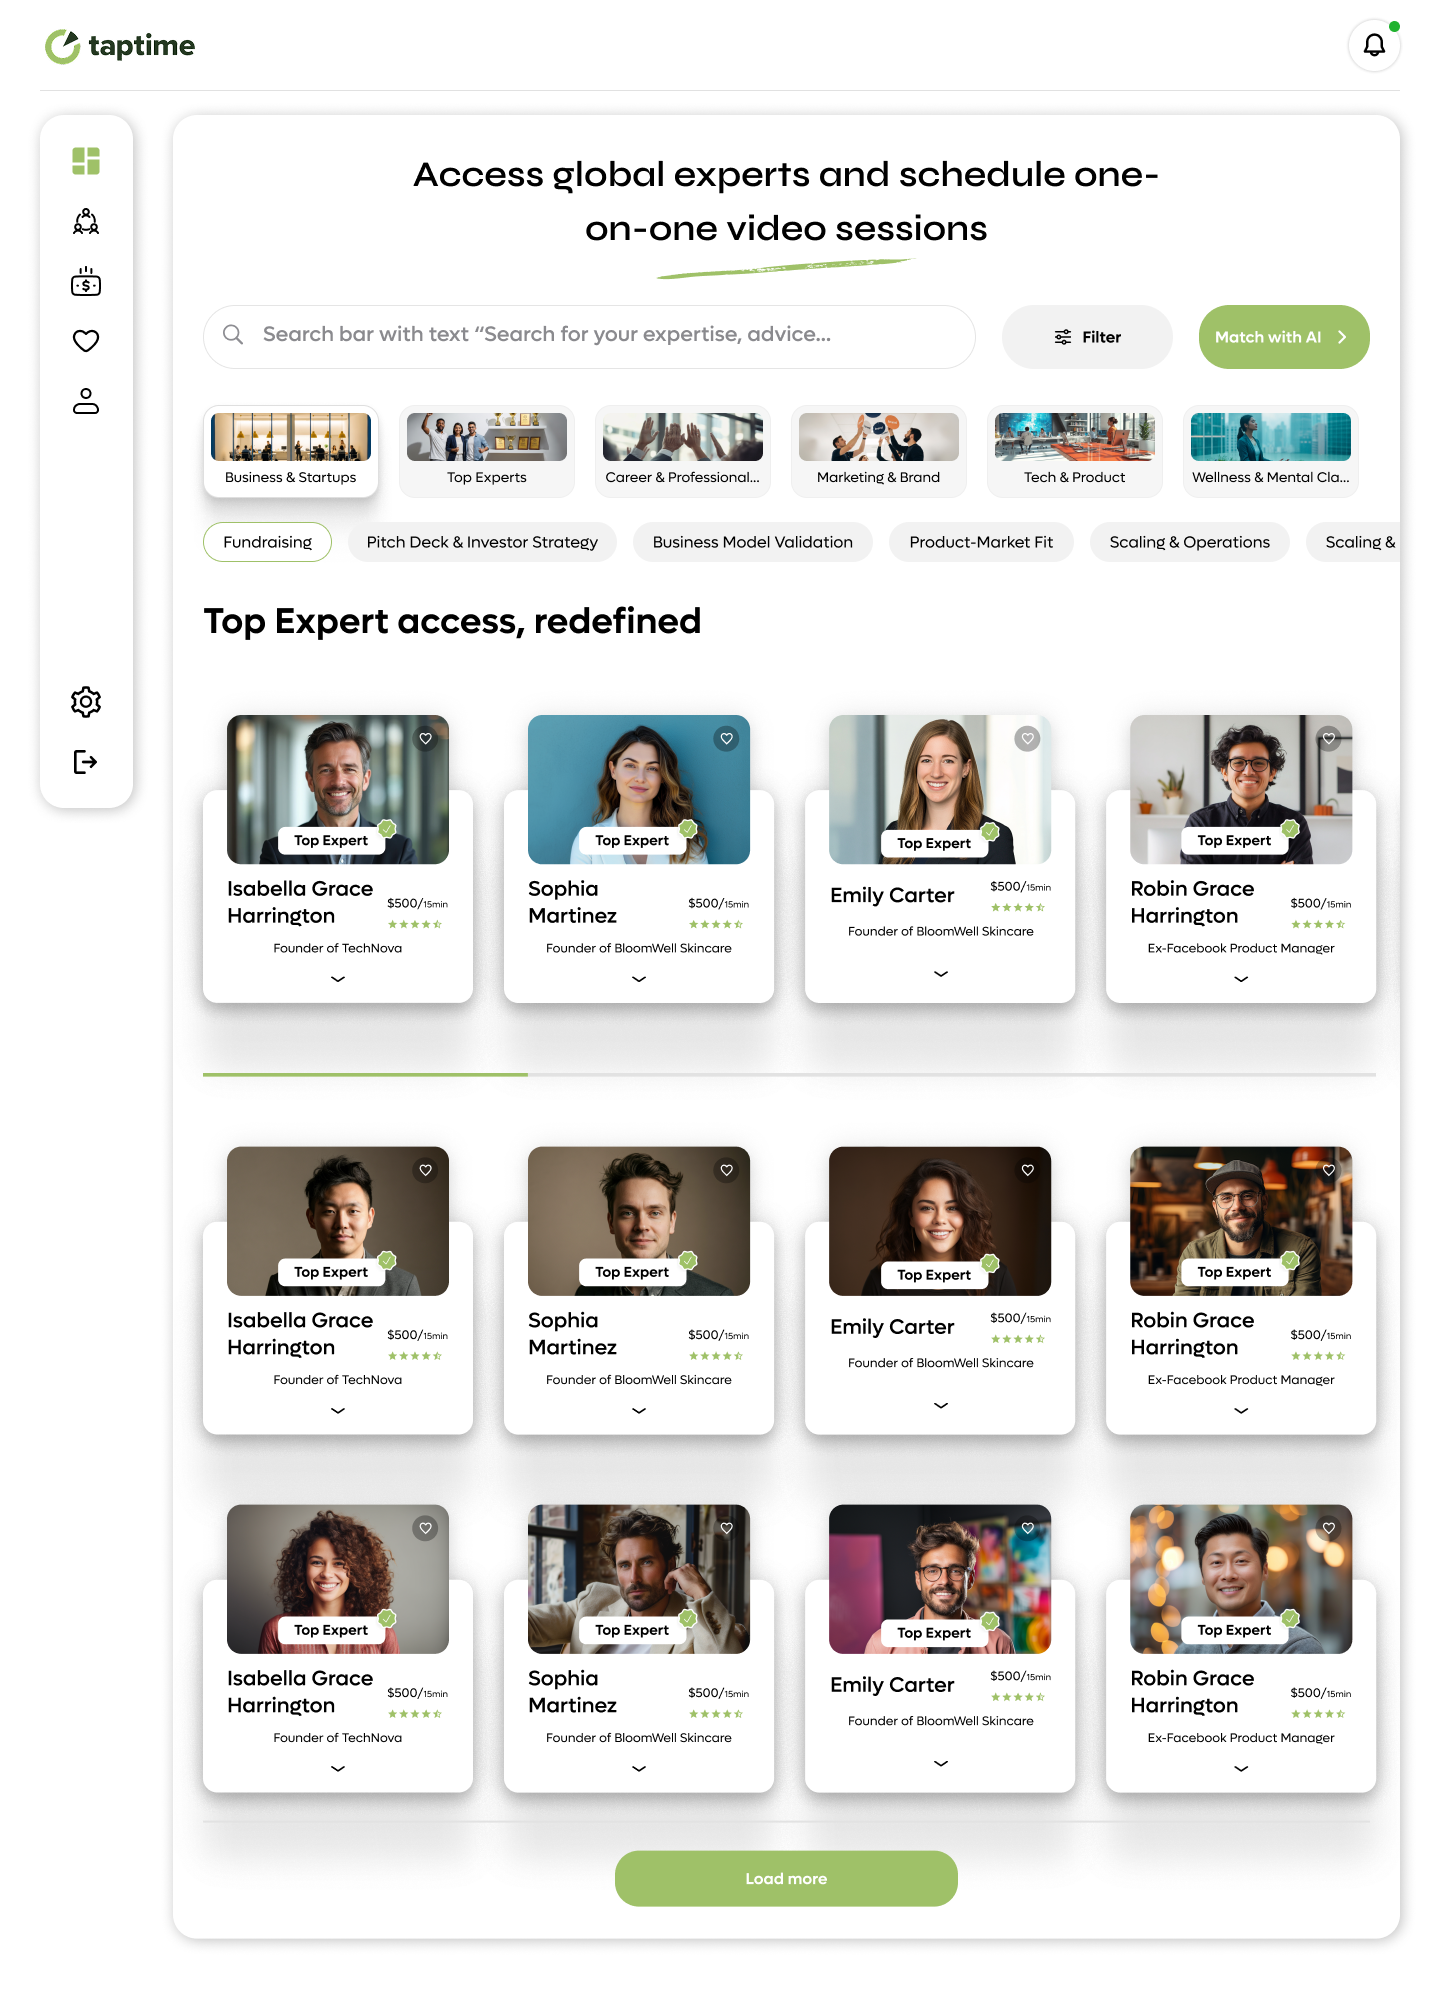 taptime
Access global experts and schedule one-
on-one video sessions
Search bar with text “Search for your expertise, advice...
Filter
Match with AI
Business & Startups
Top Experts
Career & Professional...
Marketing & Brand
Tech & Product
Wellness & Mental Cla...
Fundraising
Pitch Deck & Investor Strategy
Business Model Validation
Product-Market Fit
Scaling & Operations
Scaling &
Top Expert access, redefined
Top Expert
Isabella Grace
Harrington
$500/15min
Founder of TechNova
Top Expert
Sophia
Martinez
$500/15min
Founder of BloomWell Skincare
Top Expert
Emily Carter
$500/15min
Founder of BloomWell Skincare
Top Expert
Robin Grace
Harrington
$500/15min
Ex-Facebook Product Manager
Top Expert
Isabella Grace
Harrington
$500/15min
Founder of TechNova
Top Expert
Sophia
Martinez
$500/15min
Founder of BloomWell Skincare
Top Expert
Emily Carter
$500/15min
Founder of BloomWell Skincare
Top Expert
Robin Grace
Harrington
$500/15min
Ex-Facebook Product Manager
Top Expert
Isabella Grace
Harrington
$500/15min
Founder of TechNova
Top Expert
Sophia
Martinez
$500/15min
Founder of BloomWell Skincare
Top Expert
Emily Carter
$500/15min
Founder of BloomWell Skincare
Top Expert
Robin Grace
Harrington
$500/15min
Ex-Facebook Product Manager
Load more